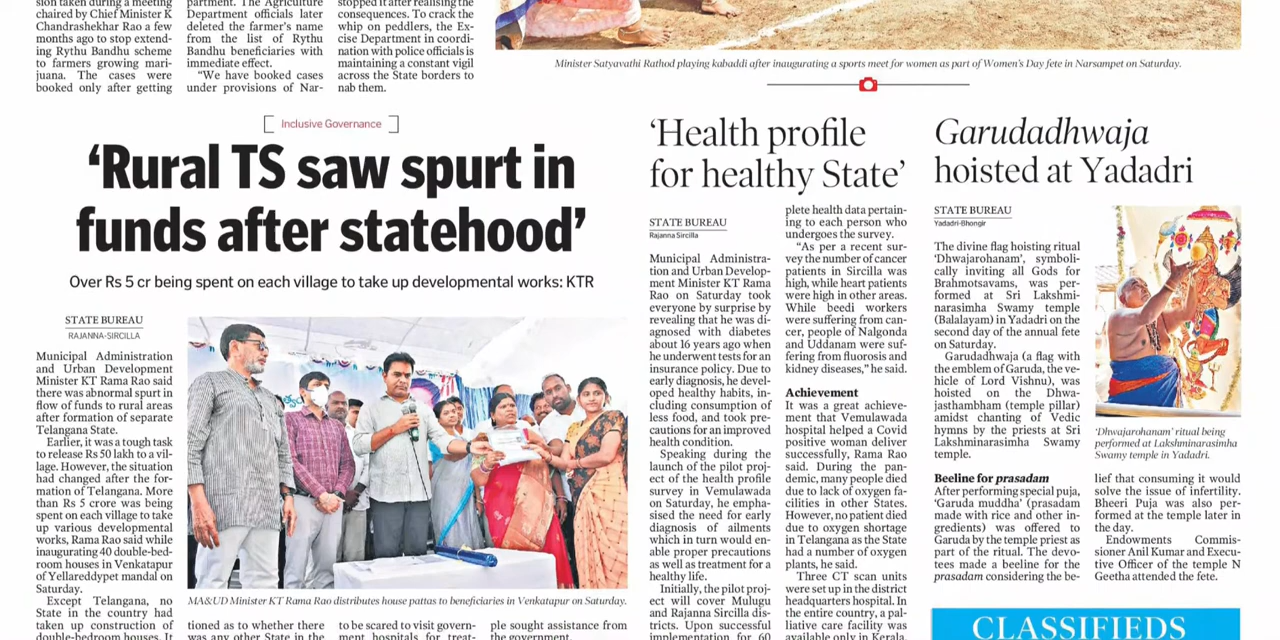 sion taken during a meeting
chaired by Chief Minister K
Chandrashekhar Rao a few
months ago to stop extend-
ing Rythu Bandhu scheme
to farmers growing mari-
juana. The cases were
booked only after getting
partment. The Agriculture
Department officials later
deleted the farmer's name
from the list of Rythu
Bandhu beneficiaries with
immediate effect.
"We have booked cases
under provisions of Nar-
stopped it after realising the
consequences. To crack the
whip on peddlers, the Ex-
cise Department in coordi-
nation with police officials is
maintaining a constant vigil
across the State borders to
nab them.
Minister Satyavathi Rathod playing kabaddi after inaugurating a sports meet for women as part of Women's Day fete in Narsampet on Saturday.
Inclusive Governance
'Rural TS saw spurt in
funds after statehood'
Over Rs 5 cr being spent on each village to take up developmental works: KTR
STATE BUREAU
RAJANNA-SIRCILLA
Municipal Administration
and Urban Development
Minister KT Rama Rao said
there was abnormal spurt in
flow of funds to rural areas
after formation of separate
Telangana State.
Earlier, it was a tough task
to release Rs 50 lakh to a vil-
lage. However, the situation
had changed after the for-
mation of Telangana. More
than Rs 5 crore was being
spent on each village to take
up various developmental
works, Rama Rao said while
inaugurating 40 double-bed-
room houses in Venkatapur
of Yellareddypet mandal on
Saturday.
Except Telangana, no
State in the country had
taken up construction of
double-bedroom houses. It
MA&UD Minister KT Rama Rao distributes house pattas to beneficiaries in Venkatapur on Saturday.
tioned as to whether there
was any other State in the
to be scared to visit govern-
ment hospitals for treat-
ple sought assistance from
the government.
'Health profile
for healthy State'
STATE BUREAU
Rajanna Sircilla
Municipal Administra-
tion and Urban Develop-
ment Minister KT Rama
Rao on Saturday took
everyone by surprise by
revealing that he was di-
agnosed with diabetes
about 16 years ago when
he underwent tests for an
insurance policy. Due to
early diagnosis, he devel-
oped healthy habits, in-
cluding consumption of
less food, and took pre-
cautions for an improved
health condition.
Speaking during the
launch of the pilot proj-
ect of the health profile
survey in Vemulawada
on Saturday, he empha-
sised the need for early
diagnosis of ailments
which in turn would en-
able proper precautions
as well as treatment for a
healthy life.
Initially, the pilot proj-
ect will cover Mulugu
and Rajanna Sircilla dis-
tricts. Upon successful
implementation for 60
plete health data pertain-
ing to each person who
undergoes the survey.
"As per a recent sur-
vey the number of cancer
patients in Sircilla was
high, while heart patients
were high in other areas.
While beedi workers
were suffering from can-
cer, people of Nalgonda
and Uddanam were suf-
fering from fluorosis and
kidney diseases," he said.
Achievement
It was a great achieve-
ment that Vemulawada
hospital helped a Covid
positive woman deliver
successfully, Rama Rao
said. During the pan-
demic, many people died
due to lack of oxygen fa-
cilities in other States.
However, no patient died
due to oxygen shortage
in Telangana as the State
had a number of oxygen
plants, he said.
Three CT scan units
were set up in the district
headquarters hospital. In
the entire country, a pal-
liative care facility was
available only in Kerala.
Garudadhwaja
hoisted at Yadadri
STATE BUREAU
Yadadri-Bhongir
The divine flag hoisting ritual
'Dhwajarohanam', symboli-
cally inviting all Gods for
Brahmotsavams, was per-
formed at Sri Lakshmi-
narasimha Swamy temple
(Balalayam) in Yadadri on the
second day of the annual fete
on Saturday.
Garudadhwaja (a flag with
the emblem of Garuda, the ve-
hicle of Lord Vishnu), was
hoisted on the Dhwa-
jasthambham (temple pillar)
amidst chanting of Vedic
hymns by the priests at Sri
Lakshminarasimha Swamy
temple.
Beeline for prasadam
After performing special puja,
'Garuda muddha' (prasadam
made with rice and other in-
gredients) was offered to
Garuda by the temple priest as
part of the ritual. The devo-
tees made a beeline for the
prasadam considering the be-
'Dhwajarohanam' ritual being
performed at Lakshminarasimha
Swamy temple in Yadadri.
lief that consuming it would
solve the issue of infertility.
Bheeri Puja was also per-
formed at the temple later in
the day.
Endowments Commis-
sioner Anil Kumar and Execu-
tive Officer of the temple N
Geetha attended the fete.
CLASSIFIEDS